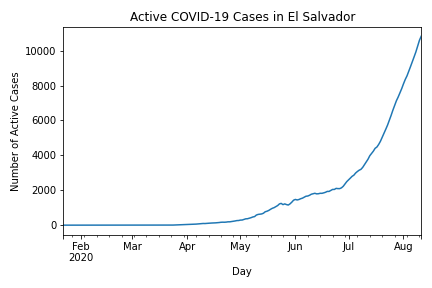 Active COVID-19 Cases in El Salvador
Number of Active Cases
10000
8000
6000
4000
2000
0
Feb Mar Apr May Jun Jul Aug
2020
Day